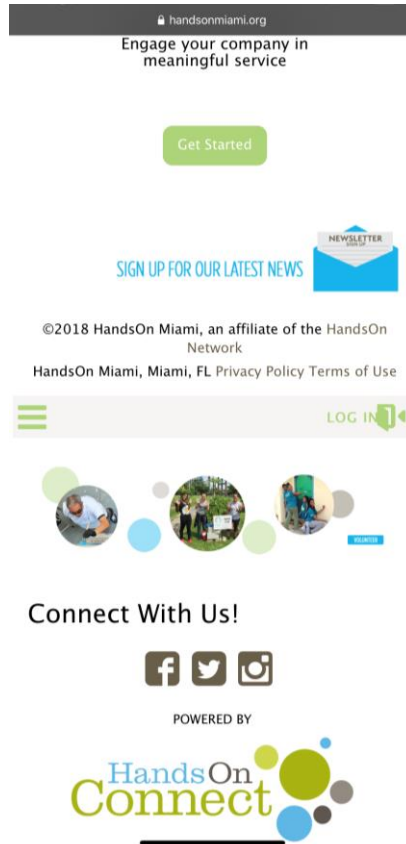 handsonmiami.org
Engage your company in
meaningful service
Get Started
SIGN UP FOR OUR LATEST NEWS
NEWSLETTER
SIGN UP
©2018 HandsOn Miami, an affiliate of the HandsOn
Network
HandsOn Miami, Miami, FL Privacy Policy Terms of Use
LOG IN
VOLUNTEER
Connect With Us!
POWERED BY
HandsOn
Connect